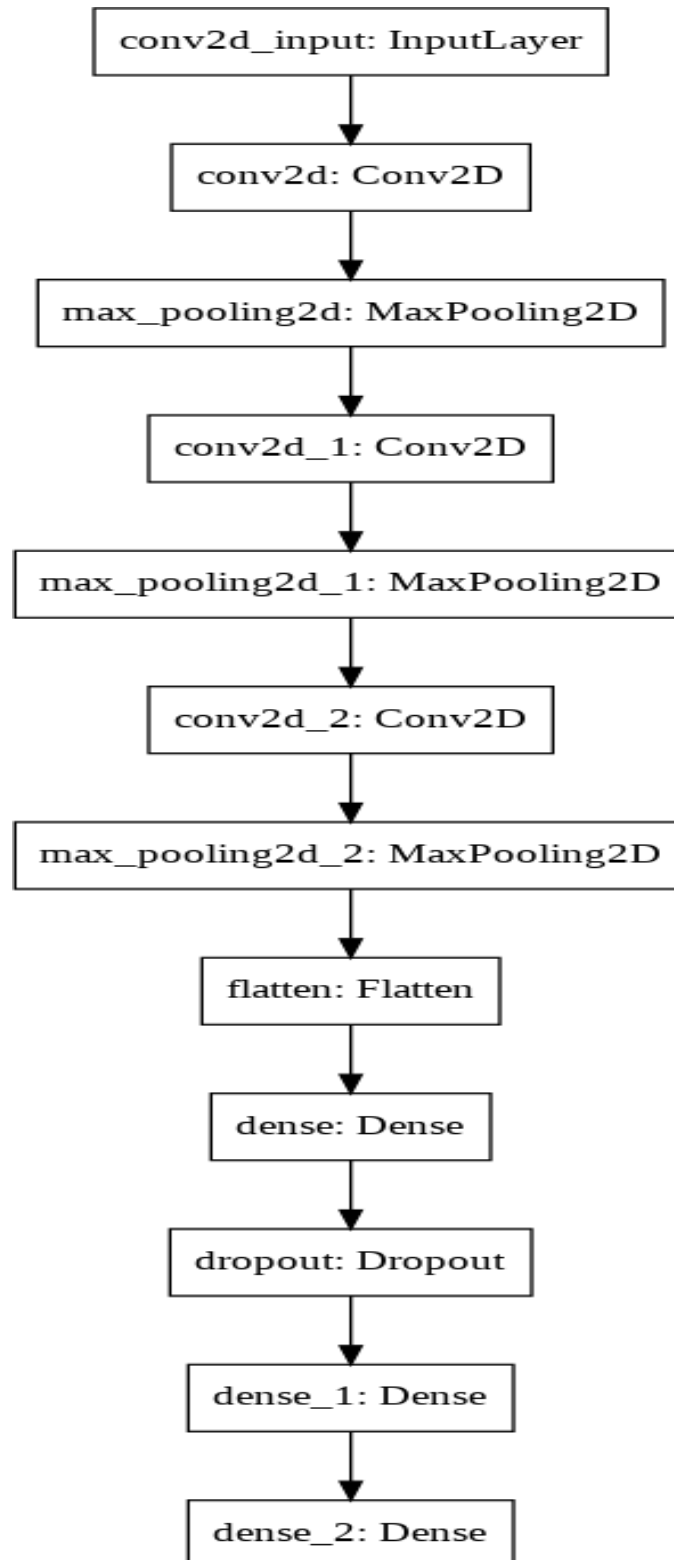 conv2d_input: InputLayer
conv2d: Conv2D
max_pooling2d: MaxPooling2D
conv2d_1: Conv2D
max_pooling2d_1: MaxPooling2D
conv2d_2: Conv2D
max_pooling2d_2: MaxPooling2D
flatten: Flatten
dense: Dense
dropout: Dropout
dense_1: Dense
dense_2: Dense